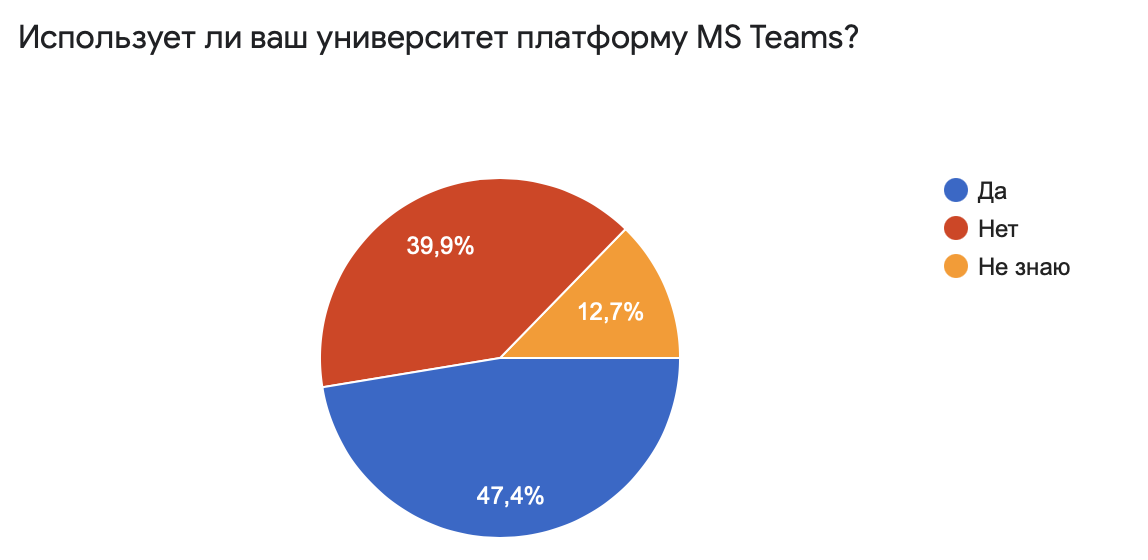 Использует ли ваш университет платформу MS Teams?
Да
Нет
Не знаю
39,9%
12,7%
47,4%